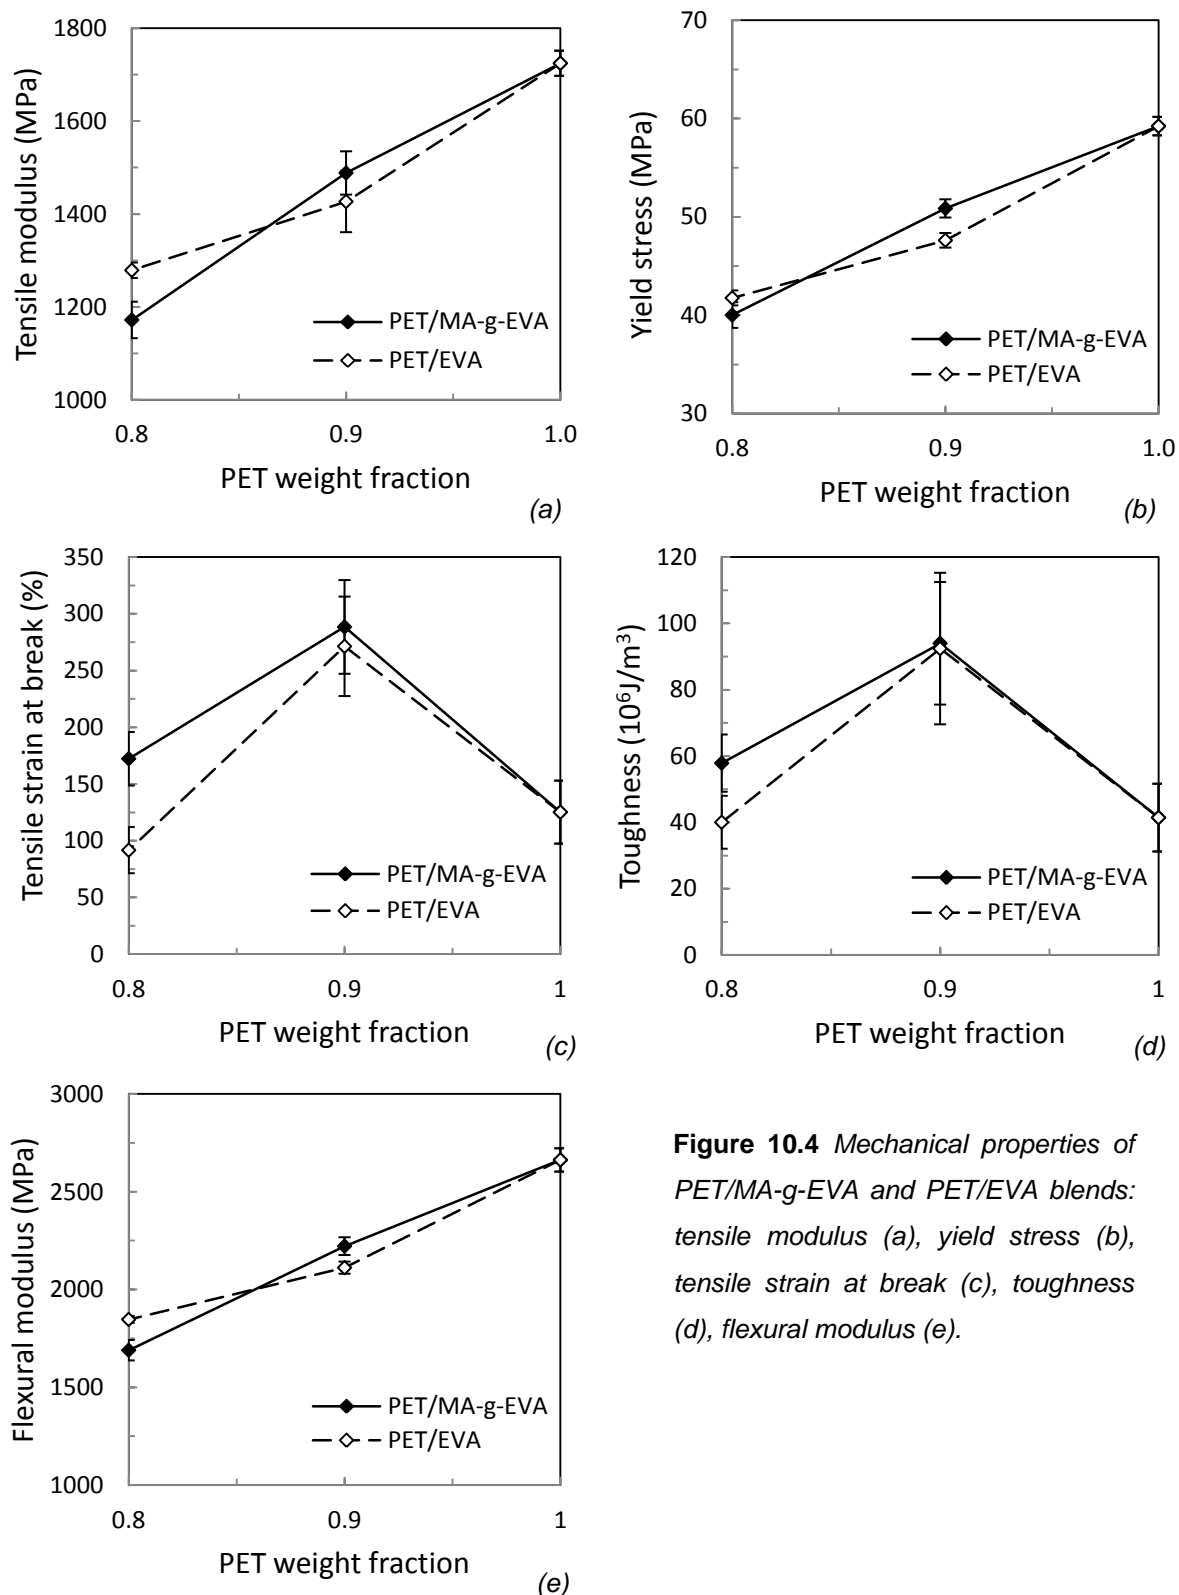 1800
1600
1400
1200
1000
Tensile modulus (MPa)
PET/MA-g-EVA
PET/EVA
0.8
0.9
1.0
PET weight fraction
(a)
70
60
50
40
30
Yield stress (MPa)
PET/MA-g-EVA
PET/EVA
0.8
0.9
1.0
PET weight fraction
(b)
350
300
250
200
150
100
50
0
Tensile strain at break (%)
PET/MA-g-EVA
PET/EVA
0.8
0.9
1
PET weight fraction
(c)
120
100
80
60
40
20
0
Toughness (10⁶J/m³)
PET/MA-g-EVA
PET/EVA
0.8
0.9
1
PET weight fraction
(d)
3000
2500
2000
1500
1000
Flexural modulus (MPa)
PET/MA-g-EVA
PET/EVA
0.8
0.9
1
PET weight fraction
(e)
Figure 10.4 Mechanical properties of
PET/MA-g-EVA and PET/EVA blends:
tensile modulus (a), yield stress (b),
tensile strain at break (c), toughness
(d), flexural modulus (e).